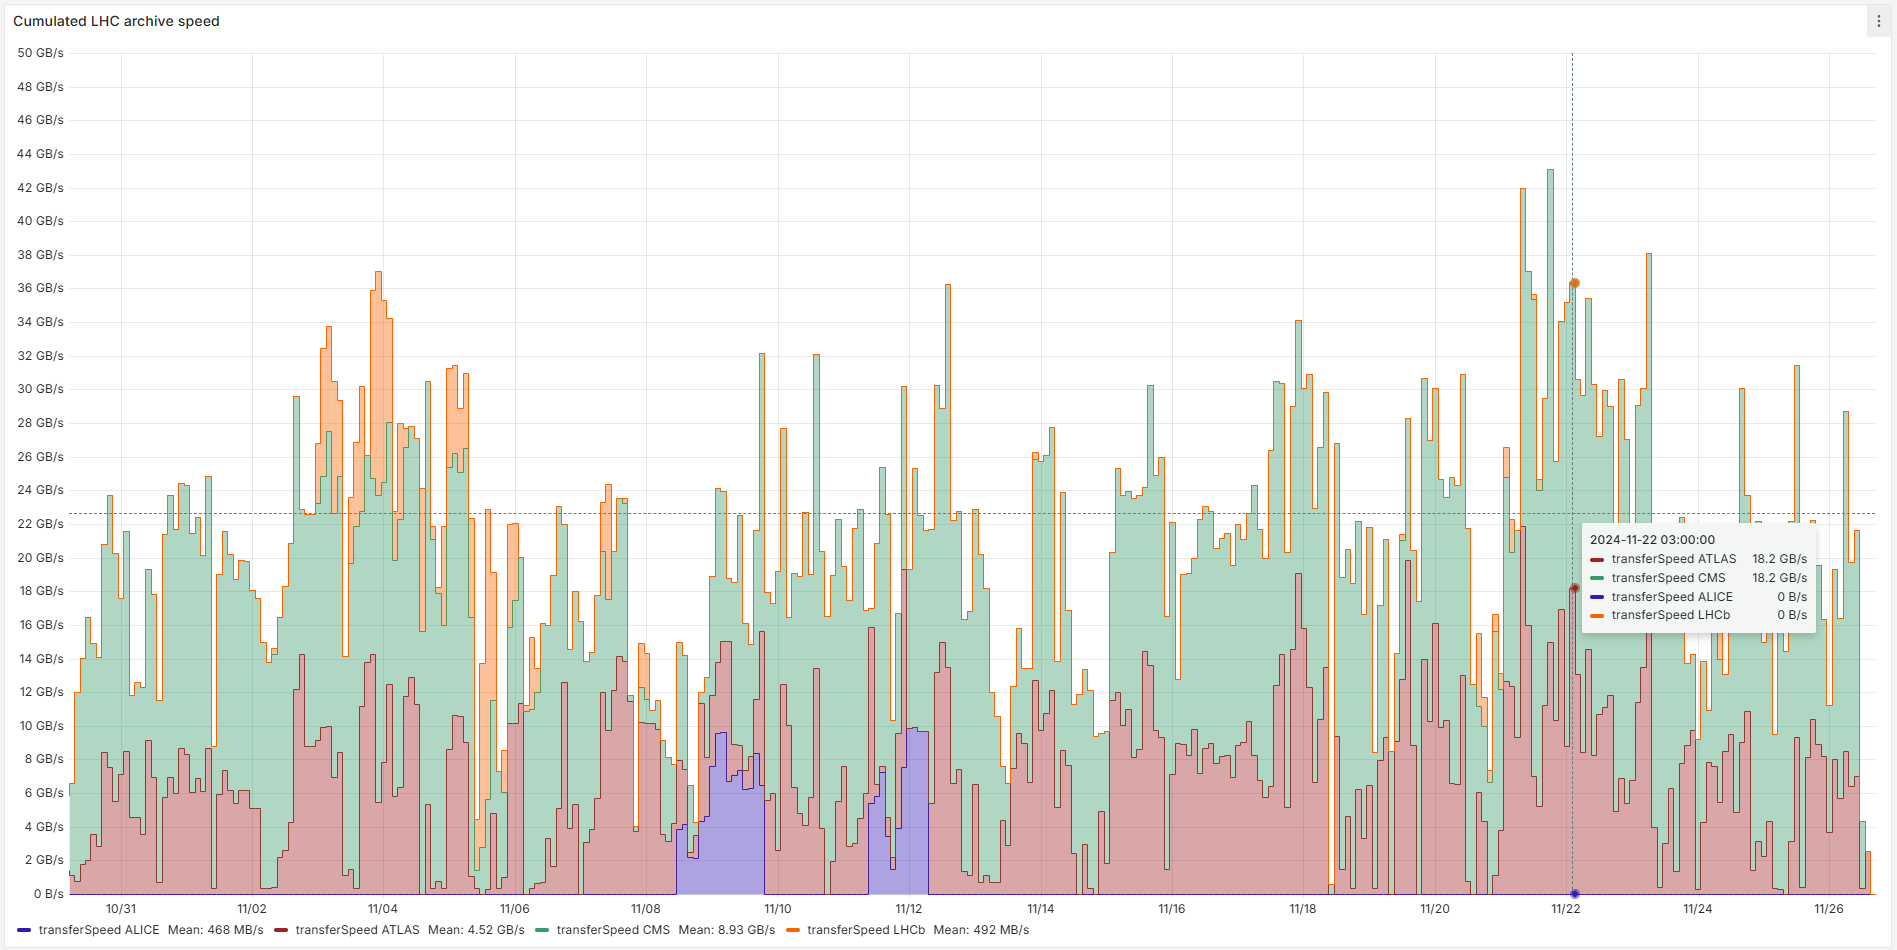 Cumulated LHC archive speed
50 GB/s
48 GB/s
46 GB/s
44 GB/s
42 GB/s
40 GB/s
38 GB/s
36 GB/s
34 GB/s
32 GB/s
30 GB/s
28 GB/s
26 GB/s
24 GB/s
22 GB/s
20 GB/s
18 GB/s
16 GB/s
14 GB/s
12 GB/s
10 GB/s
8 GB/s
6 GB/s
4 GB/s
2 GB/s
0 B/s
2024-11-22 03:00:00
transferSpeed ATLAS 18.2 GB/s
transferSpeed CMS 18.2 GB/s
transferSpeed ALICE 0 B/s
transferSpeed LHCb 0 B/s
10/31 11/02 11/04 11/06 11/08 11/10 11/12 11/14 11/16 11/18 11/20 11/22 11/24 11/26
transferSpeed ALICE Mean: 468 MB/s transferSpeed ATLAS Mean: 4.52 GB/s transferSpeed CMS Mean: 8.93 GB/s transferSpeed LHCb Mean: 492 MB/s